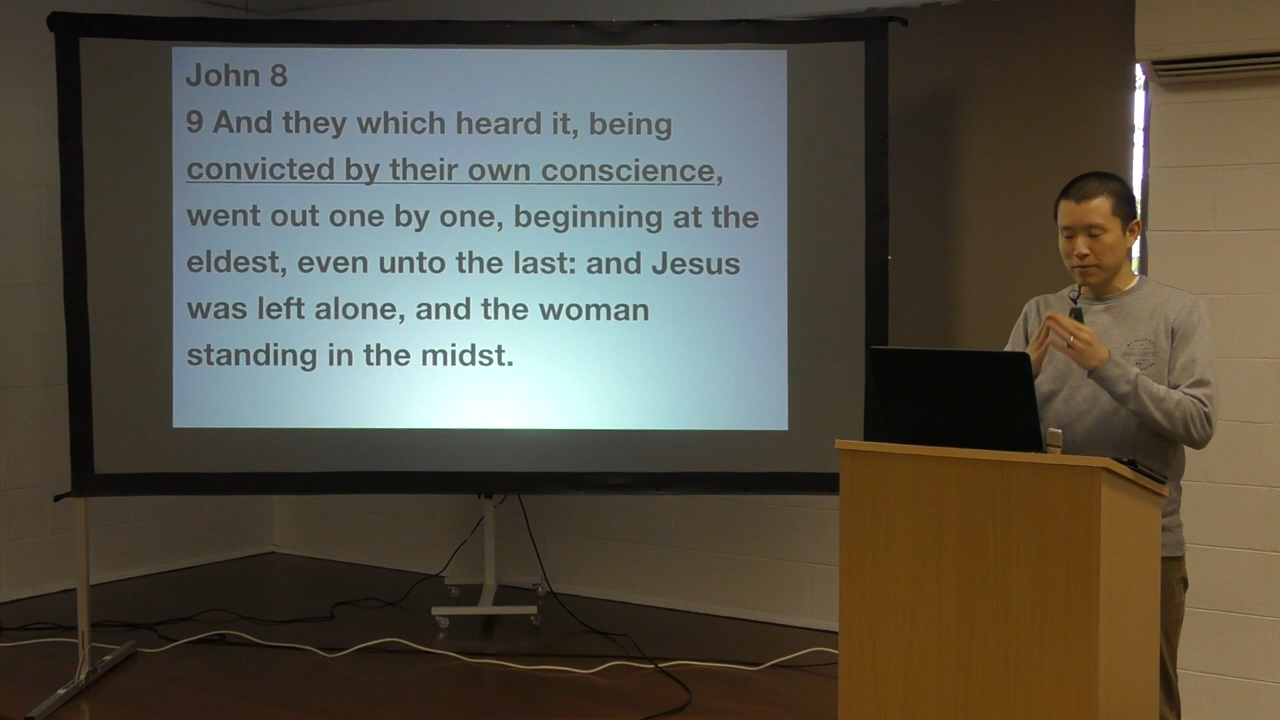 John 8
9 And they which heard it, being
convicted by their own conscience,
went out one by one, beginning at the
eldest, even unto the last: and Jesus
was left alone, and the woman
standing in the midst.